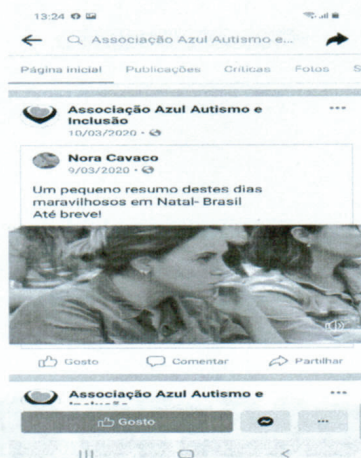 13:24
Associação Azul Autismo e...
Página inicial Publicações Críticas Fotos S
Associação Azul Autismo e
Inclusão
10/03/2020 ·
Nora Cavaco
9/03/2020 ·
Um pequeno resumo destes dias
maravilhosos em Natal- Brasil
Até breve!
Gosto Comentar Partilhar
Associação Azul Autismo e
Gosto